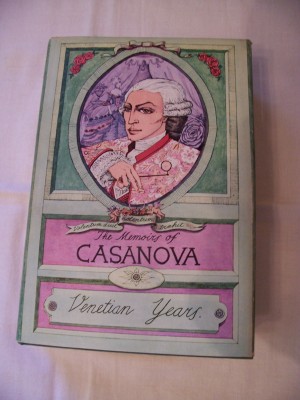 The Memoirs of
CASANOVA
Venetian Years.